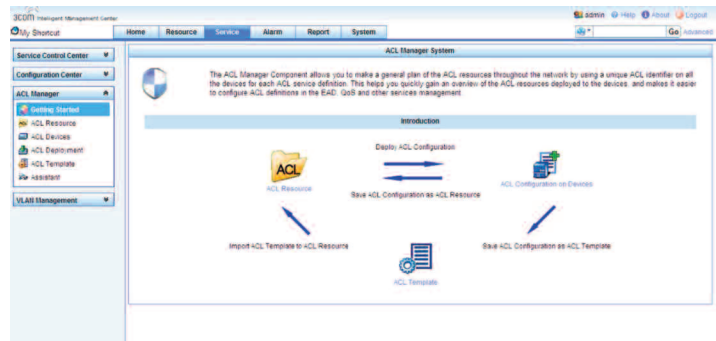 3COM Intelligent Management Center
admin Help About Logout
My Shortcut
Home Resource Service Alarm Report System
Go Advanced
Service Control Center
Configuration Center
ACL Manager
Getting Started
ACL Resource
ACL Devices
ACL Deployment
ACL Template
Assistant
VLAN Management
ACL Manager System
The ACL Manager Component allows you to make a general plan of the ACL resources throughout the network by using a unique ACL identifier on all
the devices for each ACL service definition. This helps you quickly gain an overview of the ACL resources deployed to the devices, and makes it easier
to configure ACL definitions in the EAD, QoS and other services management.
Introduction
Deploy ACL Configuration
ACL
ACL Resource
ACL Configuration on Devices
Save ACL Configuration as ACL Resource
Import ACL Template to ACL Resource
Save ACL Configuration as ACL Template
ACL Template